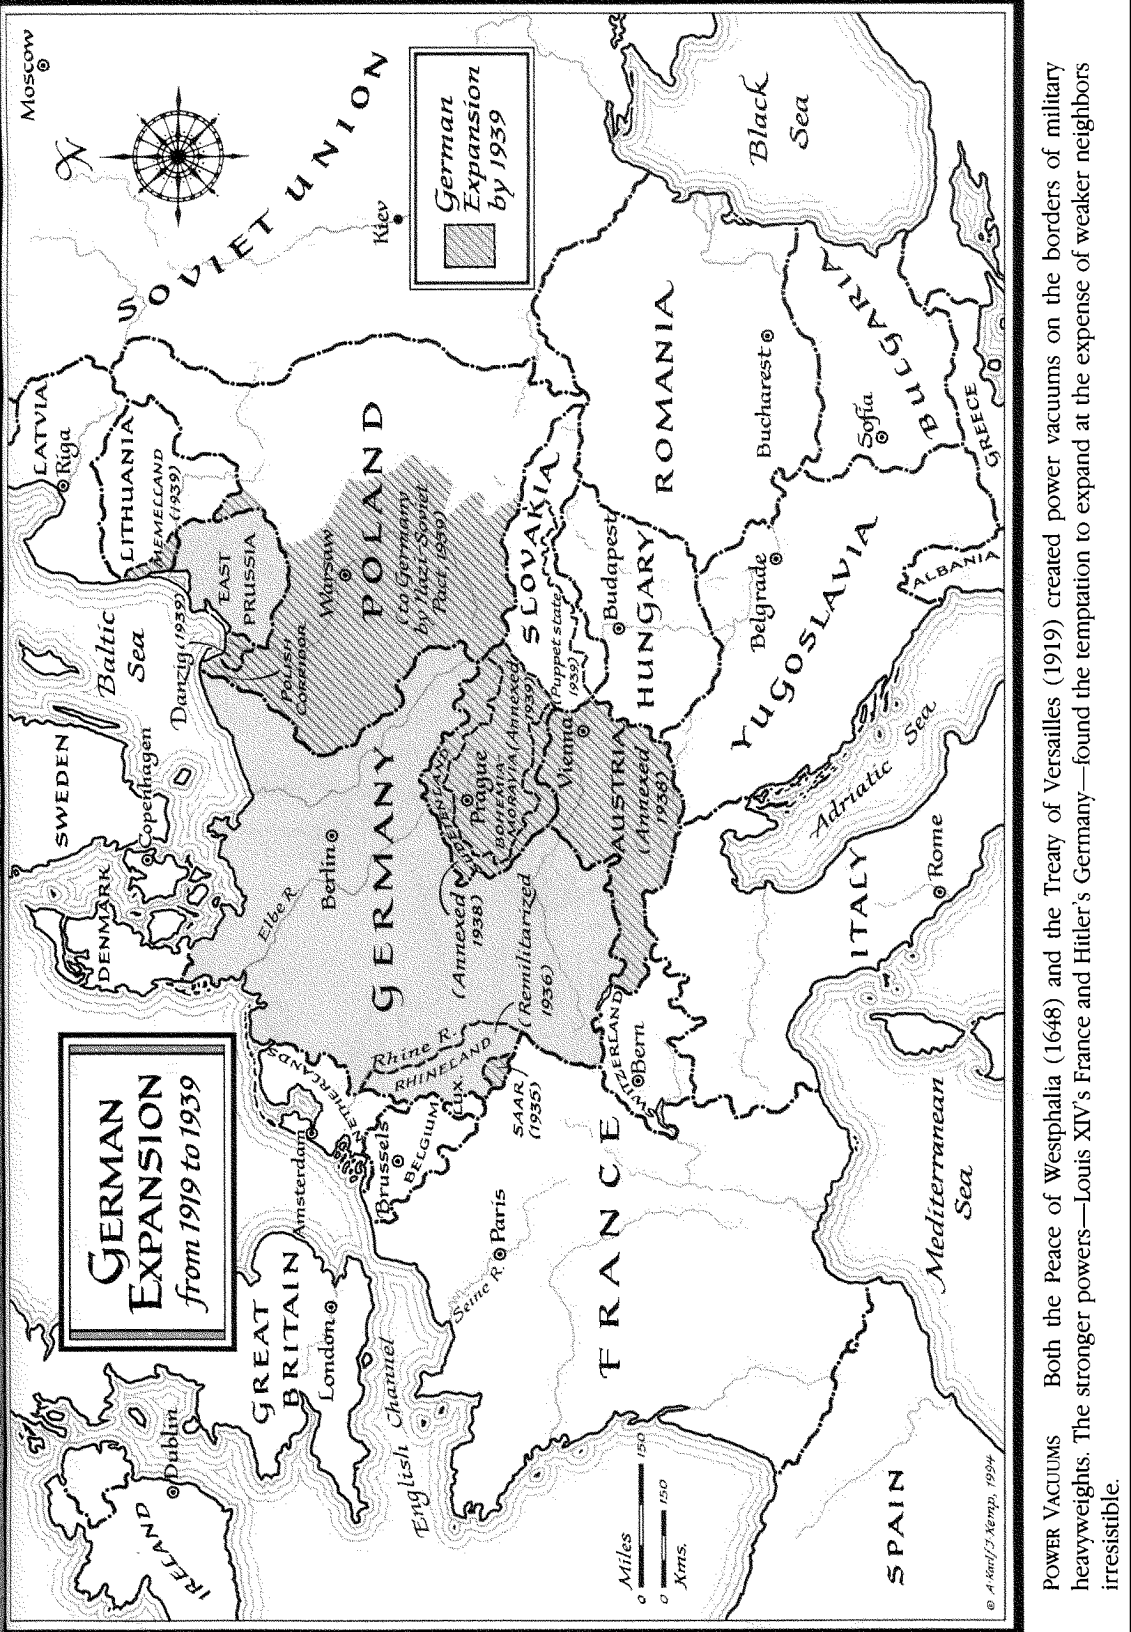 GERMAN
EXPANSION
from 1919 to 1939
German
Expansion
by 1939
N
Moscow
SOVIET UNION
Kiev
LATVIA
Riga
LITHUANIA
MEMELLAND
(1939)
EAST
PRUSSIA
Baltic
Sea
Danzig (1939)
POLISH
CORRIDOR
Warsaw
POLAND
(to Germany
by Nazi-Soviet
Pact, 1939)
SWEDEN
Copenhagen
DENMARK
Elbe R.
Berlin
GERMANY
SUDETENLAND
(Annexed
1938)
Prague
BOHEMIA-
MORAVIA (Annexed
1939)
SLOVAKIA
(Puppet state,
1939)
Vienna
AUSTRIA
(Annexed
1938)
(Remilitarized
1936)
Rhine R.
RHINELAND
SAAR
(1935)
NETHERLANDS
Amsterdam
Brussels
BELGIUM
LUX.
GREAT
BRITAIN
London
Dublin
IRELAND
English Channel
Seine R.
Paris
FRANCE
SWITZERLAND
Bern
Budapest
HUNGARY
ROMANIA
Bucharest
Black
Sea
BULGARIA
Sofia
GREECE
ALBANIA
Belgrade
YUGOSLAVIA
Adriatic Sea
ITALY
Rome
Mediterranean
Sea
SPAIN
Miles
0 150
0 150
Kms.
© A·Karl/J·Kemp, 1994
POWER VACUUMS Both the Peace of Westphalia (1648) and the Treaty of Versailles (1919) created power vacuums on the borders of military
heavyweights. The stronger powers—Louis XIV's France and Hitler's Germany—found the temptation to expand at the expense of weaker neighbors
irresistible.